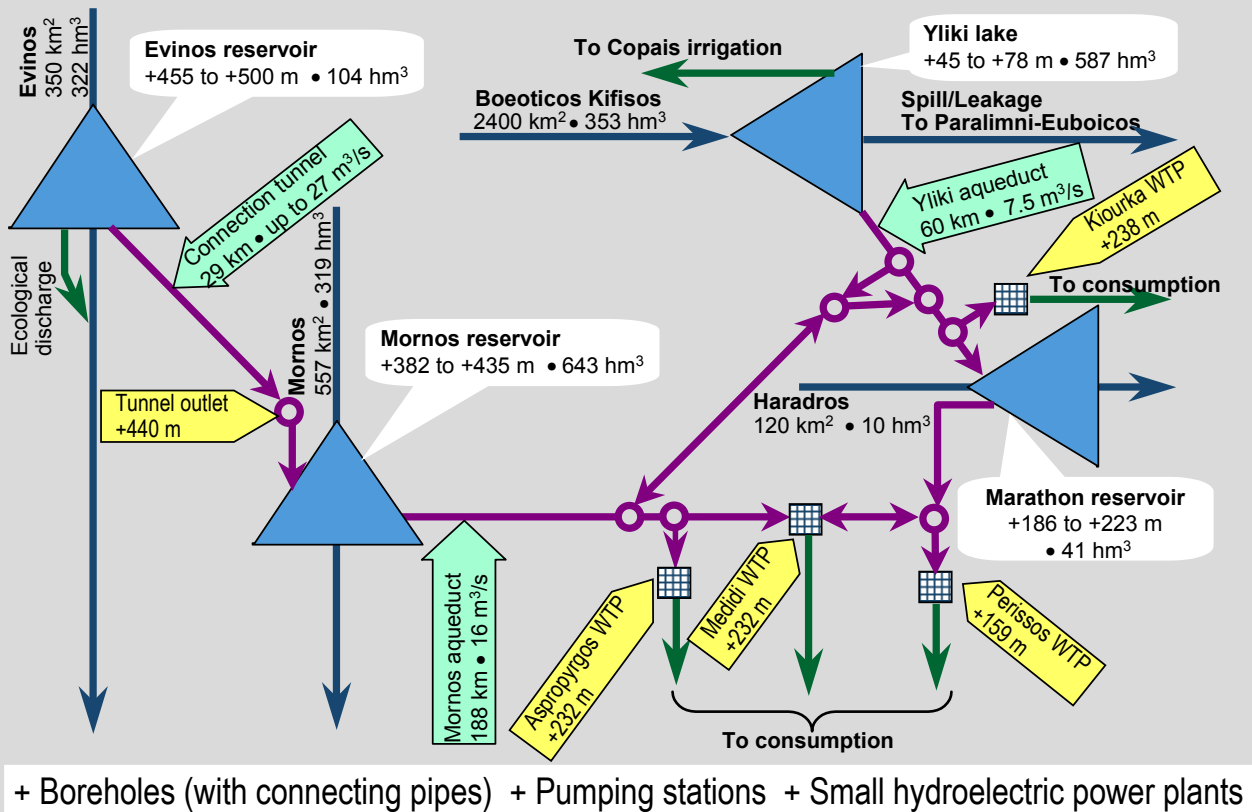 Evinos
350 km²
322 hm³
Evinos reservoir
+455 to +500 m • 104 hm³
To Copais irrigation
Yliki lake
+45 to +78 m • 587 hm³
Boeoticos Kifisos
2400 km² • 353 hm³
Spill/Leakage
To Paralimni-Euboicos
Connection tunnel
29 km • up to 27 m³/s
Yliki aqueduct
60 km • 7.5 m³/s
Kiourka WTP
+238 m
To consumption
Ecological
discharge
Mornos
557 km² • 319 hm³
Mornos reservoir
+382 to +435 m • 643 hm³
Tunnel outlet
+440 m
Haradros
120 km² • 10 hm³
Marathon reservoir
+186 to +223 m
• 41 hm³
Mornos aqueduct
188 km • 16 m³/s
Aspropyrgos WTP
+232 m
Medidi WTP
+232 m
Perissos WTP
+159 m
To consumption
+ Boreholes (with connecting pipes) + Pumping stations + Small hydroelectric power plants